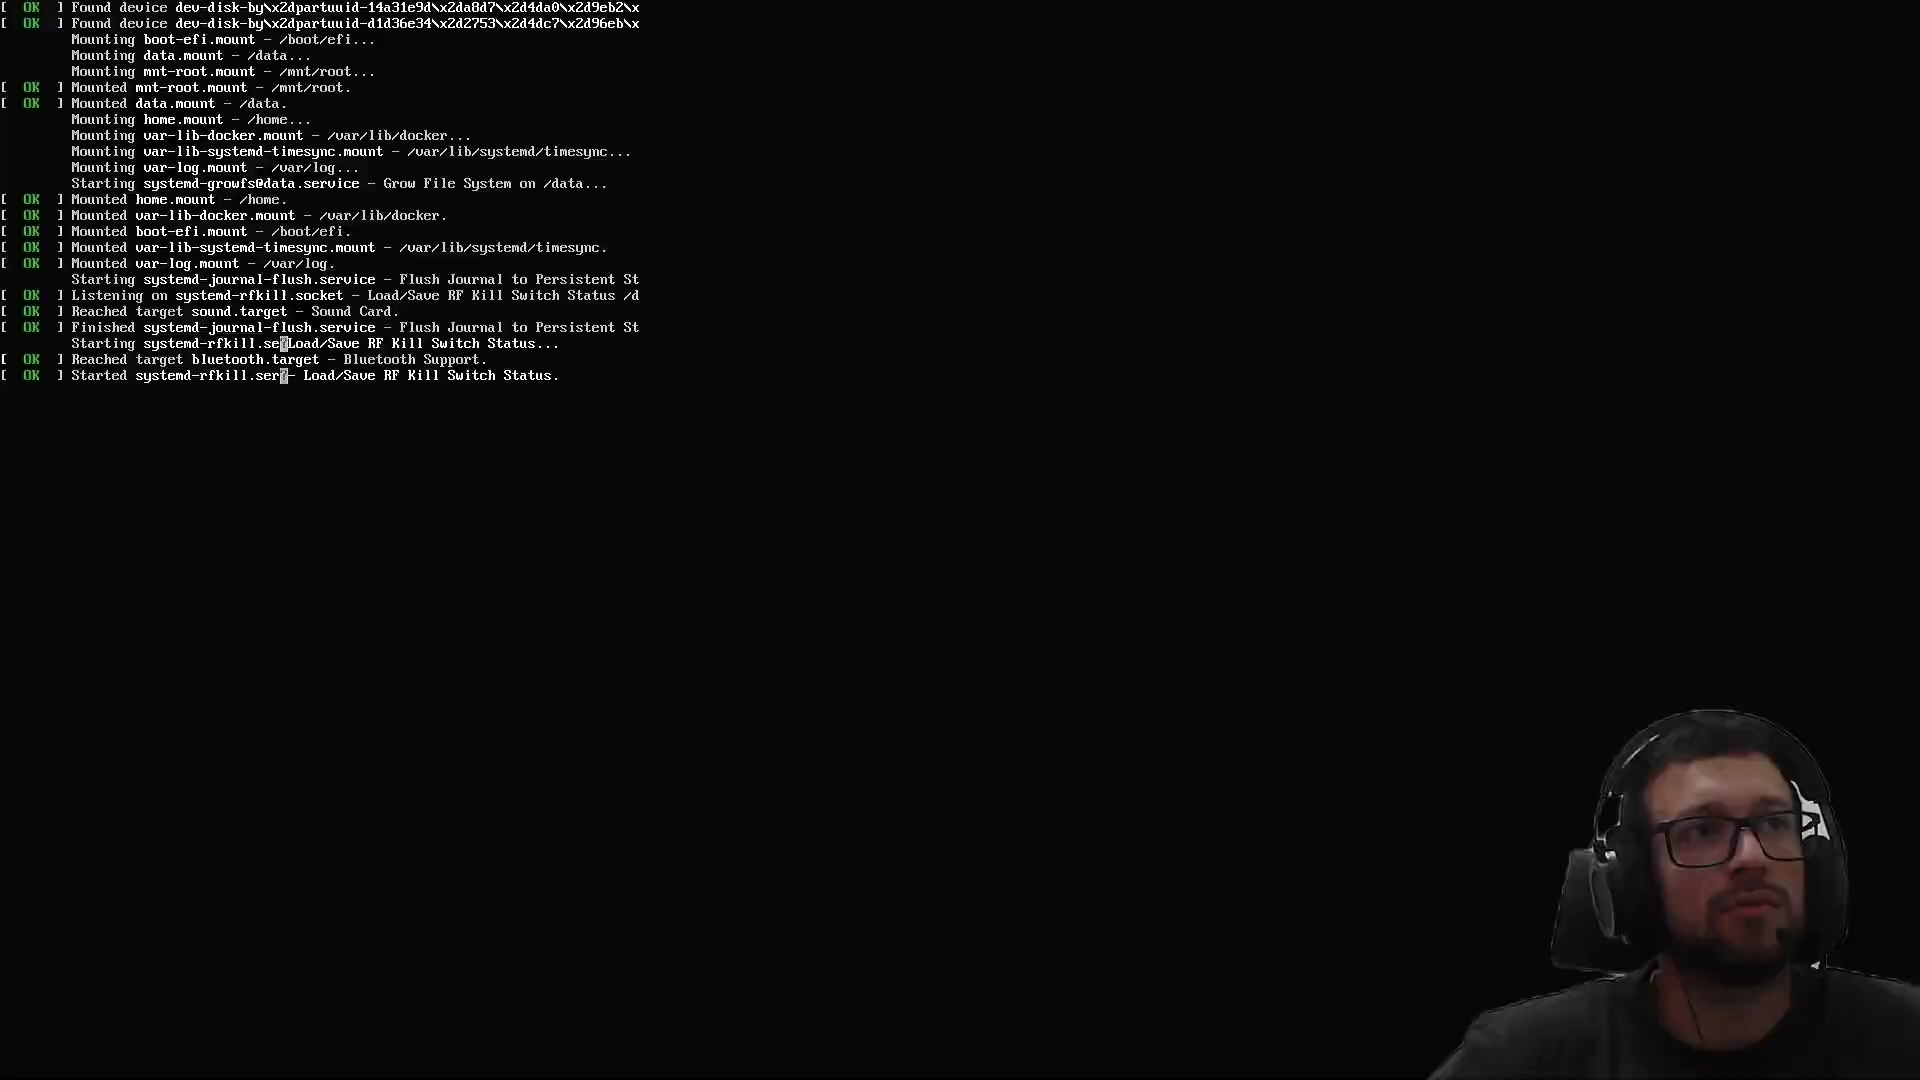 [  OK  ] Found device dev-disk-by\x2dpartuuid-14a31e9d\x2da8d7\x2d4da0\x2d9eb2\x
[  OK  ] Found device dev-disk-by\x2dpartuuid-d1d36e34\x2d2753\x2d4dc7\x2d96eb\x
Mounting boot-efi.mount - /boot/efi...
Mounting data.mount - /data...
Mounting mnt-root.mount - /mnt/root...
[  OK  ] Mounted mnt-root.mount - /mnt/root.
[  OK  ] Mounted data.mount - /data.
Mounting home.mount - /home...
Mounting var-lib-docker.mount - /var/lib/docker...
Mounting var-lib-systemd-timesync.mount - /var/lib/systemd/timesync...
Mounting var-log.mount - /var/log...
Starting systemd-growfs@data.service - Grow File System on /data...
[  OK  ] Mounted home.mount - /home.
[  OK  ] Mounted var-lib-docker.mount - /var/lib/docker.
[  OK  ] Mounted boot-efi.mount - /boot/efi.
[  OK  ] Mounted var-lib-systemd-timesync.mount - /var/lib/systemd/timesync.
[  OK  ] Mounted var-log.mount - /var/log.
Starting systemd-journal-flush.service - Flush Journal to Persistent St
[  OK  ] Listening on systemd-rfkill.socket - Load/Save RF Kill Switch Status /d
[  OK  ] Reached target sound.target - Sound Card.
[  OK  ] Finished systemd-journal-flush.service - Flush Journal to Persistent St
Starting systemd-rfkill.se?Load/Save RF Kill Switch Status...
[  OK  ] Reached target bluetooth.target - Bluetooth Support.
[  OK  ] Started systemd-rfkill.ser?- Load/Save RF Kill Switch Status.